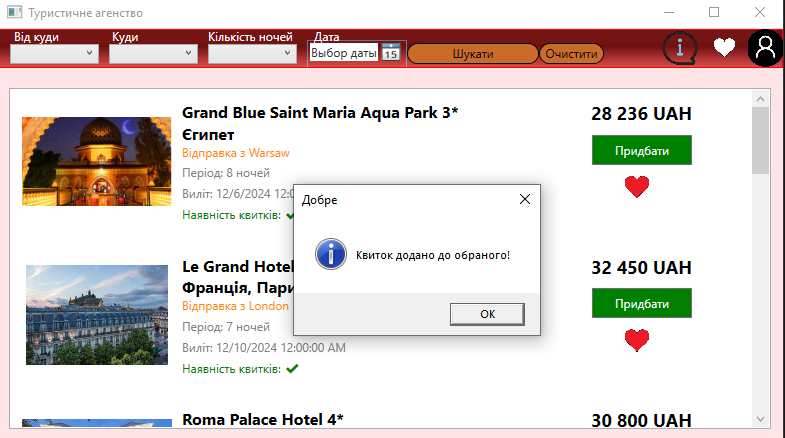 Туристичне агенство
Від куди
Куди
Кількість ночей
Дата
Выбор даты
15
Шукати
Очистити
Grand Blue Saint Maria Aqua Park 3*
Єгипет
Відправка з Warsaw
Період: 8 ночей
Виліт: 12/6/2024 12:0
Наявність квитків:
28 236 UAH
Придбати
Добре
Квиток додано до обраного!
OK
Le Grand Hotel
Франція, Пари
Відправка з London
Період: 7 ночей
Виліт: 12/10/2024 12:00:00 AM
Наявність квитків:
32 450 UAH
Придбати
Roma Palace Hotel 4*
30 800 UAH